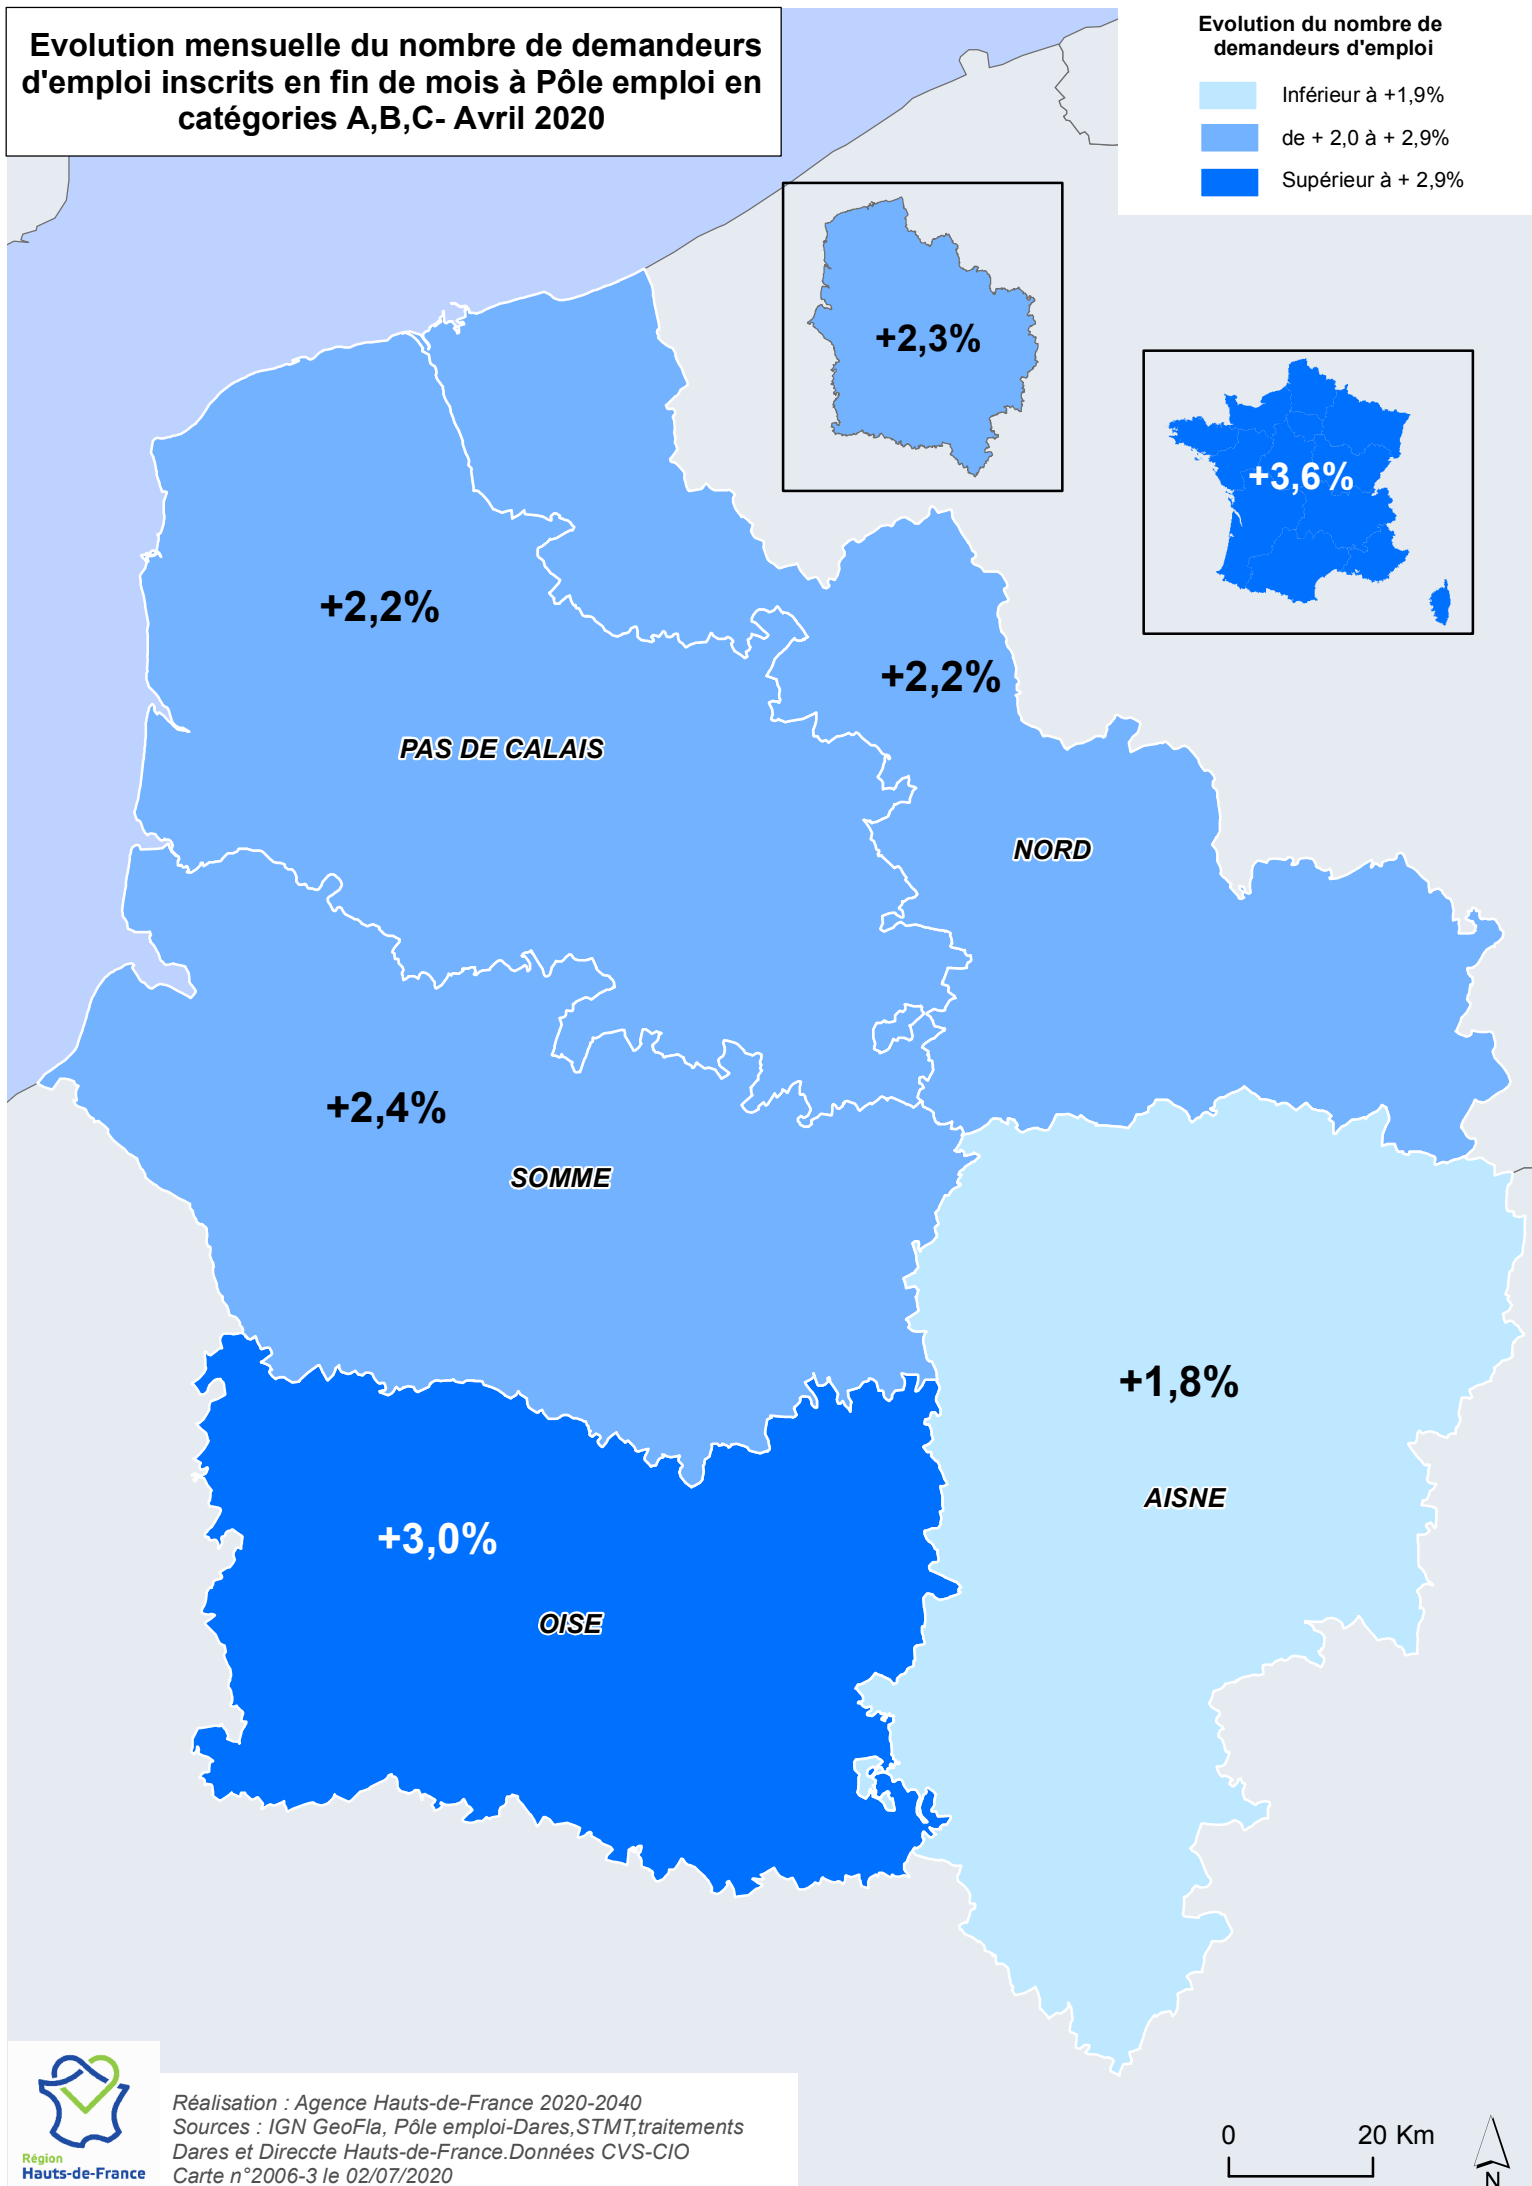 Evolution mensuelle du nombre de demandeurs
d'emploi inscrits en fin de mois à Pôle emploi en
catégories A,B,C- Avril 2020
Evolution du nombre de
demandeurs d'emploi
Inférieur à +1,9%
de + 2,0 à + 2,9%
Supérieur à + 2,9%
+2,3%
+3,6%
+2,2%
+2,2%
PAS DE CALAIS
NORD
+2,4%
SOMME
+1,8%
AISNE
+3,0%
OISE
Région
Hauts-de-France
Réalisation : Agence Hauts-de-France 2020-2040
Sources : IGN GeoFla, Pôle emploi-Dares,STMT,traitements
Dares et Direccte Hauts-de-France.Données CVS-CIO
Carte n°2006-3 le 02/07/2020
0 20 Km
N